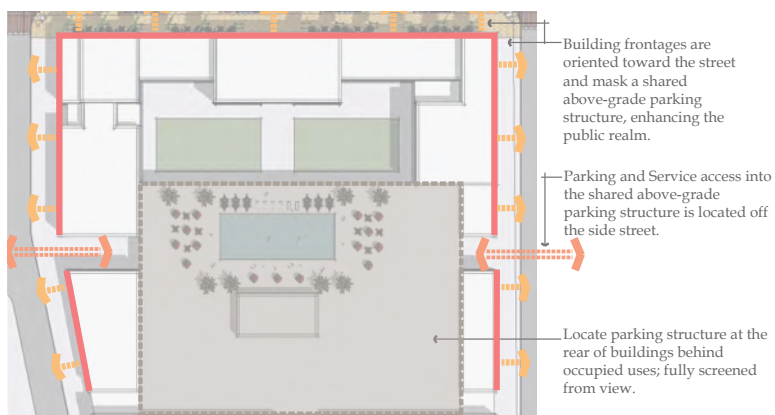 Building frontages are
oriented toward the street
and mask a shared
above-grade parking
structure, enhancing the
public realm.
Parking and Service access into
the shared above-grade
parking structure is located off
the side street.
Locate parking structure at the
rear of buildings behind
occupied uses; fully screened
from view.